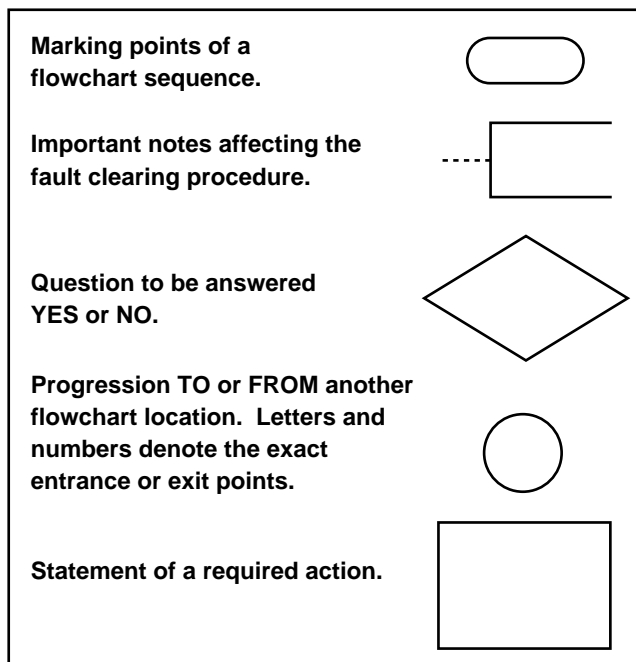 Marking points of a
flowchart sequence.
Important notes affecting the
fault clearing procedure.
Question to be answered
YES or NO.
Progression TO or FROM another
flowchart location.  Letters and
numbers denote the exact
entrance or exit points.
Statement of a required action.